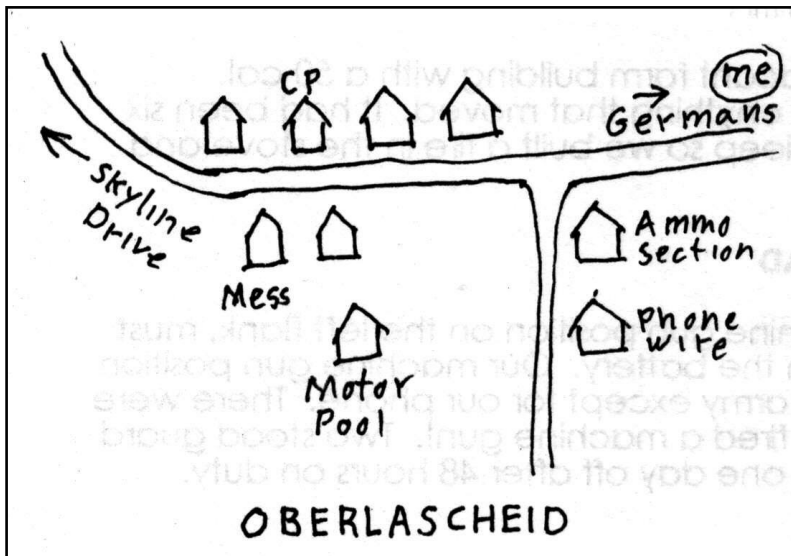 CP
me
→
Germans
← Skyline
Drive
Ammo
Section
Mess
Phone
wire
Motor
Pool
OBERLASCHEID